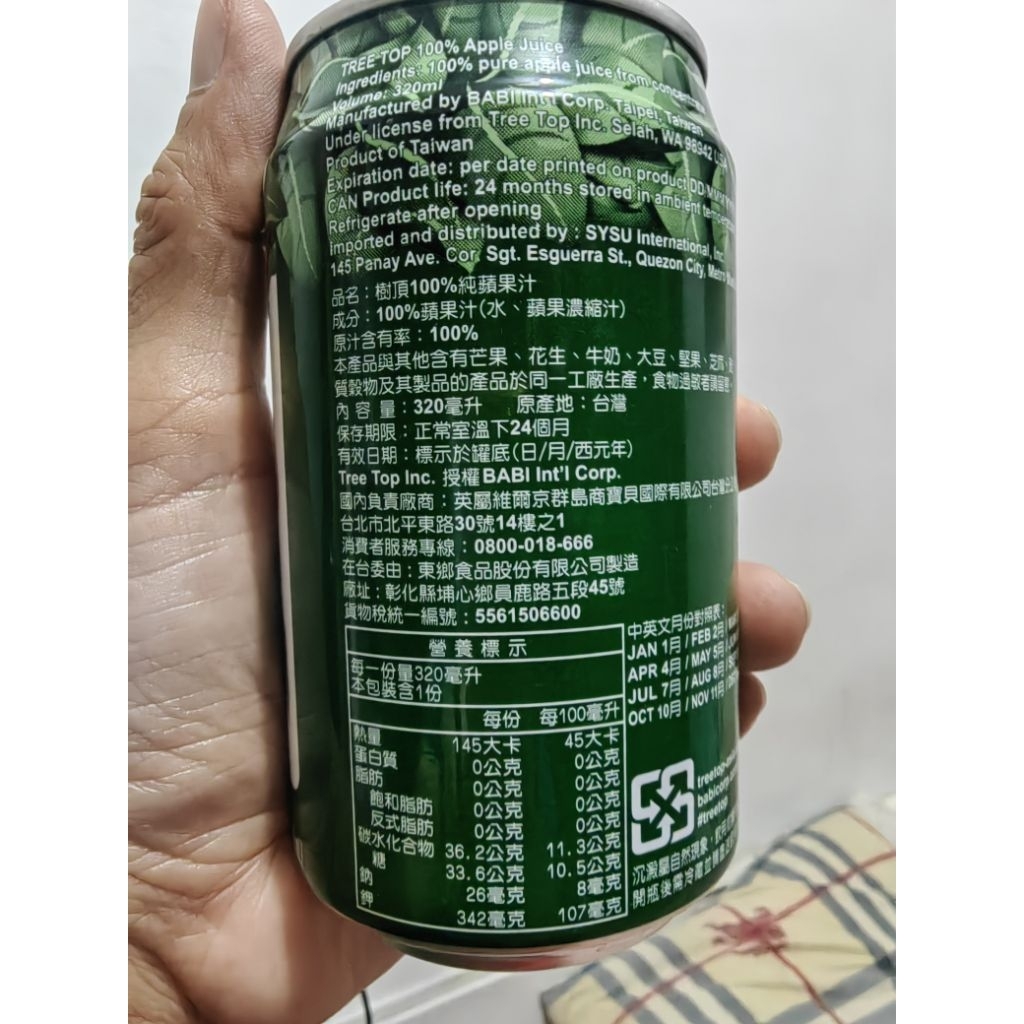 TREE TOP 100% Apple Juice
Ingredients: 100% pure apple juice from concentrate
Volume: 320ml
Manufactured by BABI Int'l Corp. Taipei, Taiwan
Under license from Tree Top Inc. Selah, WA 98942 USA
Product of Taiwan
Expiration date: per date printed on product DD/MM/YYYY
CAN Product life: 24 months stored in ambient temperature
Refrigerate after opening
Imported and distributed by : SYSU International, Inc.
145 Panay Ave. Cor. Sgt. Esguerra St., Quezon City, Metro
品名：樹頂100%純蘋果汁
成分：100%蘋果汁(水、蘋果濃縮汁)
原汁含有率：100%
本產品與其他含有芒果、花生、牛奶、大豆、堅果、芝麻、
質穀物及其製品的產品於同一工廠生產，食物過敏者請留意。
內容量：320毫升 原產地：台灣
保存期限：正常室溫下24個月
有效日期：標示於罐底(日/月/西元年)
Tree Top Inc. 授權 BABI Int'l Corp.
國內負責廠商：英屬維爾京群島商寶貝國際有限公司台灣分
台北市北平東路30號14樓之1
消費者服務專線：0800-018-666
在台委由：東鄉食品股份有限公司製造
廠址：彰化縣埔心鄉員鹿路五段45號
貨物稅統一編號：5561506600
營養標示
每一份量320毫升
本包裝含1份
每份 每100毫升
熱量 145大卡 45大卡
蛋白質 0公克 0公克
脂肪 0公克 0公克
飽和脂肪 0公克 0公克
反式脂肪 0公克 0公克
碳水化合物 36.2公克 11.3公克
糖 33.6公克 10.5公克
鈉 26毫克 8毫克
鉀 342毫克 107毫克
中英文月份對照表：
JAN 1月 / FEB 2月 /
APR 4月 / MAY 5月 /
JUL 7月 / AUG 8月 /
OCT 10月 / NOV 11月 /
#treetop
沉澱屬自然現象，
開瓶後需冷藏並